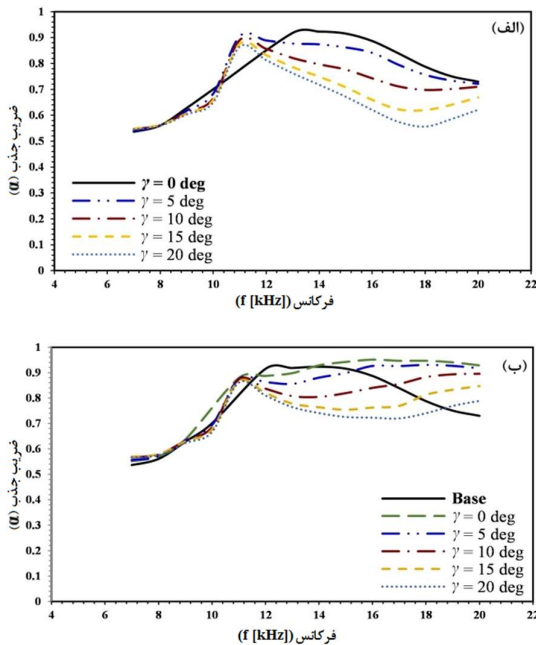 (الف)
1
0.9
0.8
0.7
0.6
0.5
0.4
0.3
0.2
0.1
0
ضریب جذب (α)
γ = 0 deg
γ = 5 deg
γ = 10 deg
γ = 15 deg
γ = 20 deg
4 6 8 10 12 14 16 18 20 22
فرکانس (f [kHz])
(ب)
1
0.9
0.8
0.7
0.6
0.5
0.4
0.3
0.2
0.1
0
ضریب جذب (α)
Base
γ = 0 deg
γ = 5 deg
γ = 10 deg
γ = 15 deg
γ = 20 deg
4 6 8 10 12 14 16 18 20 22
فرکانس (f [kHz])